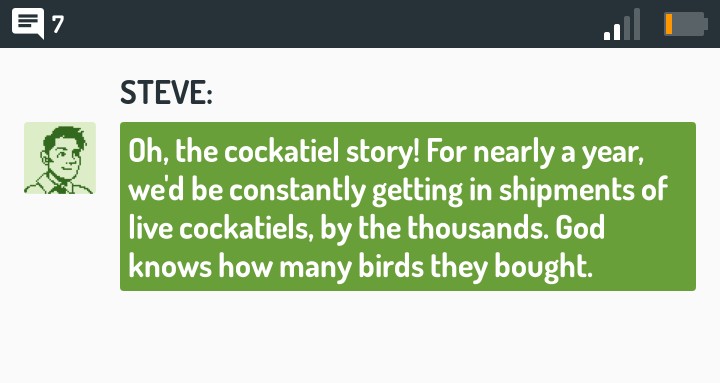 7
STEVE:
Oh, the cockatiel story! For nearly a year,
we'd be constantly getting in shipments of
live cockatiels, by the thousands. God
knows how many birds they bought.